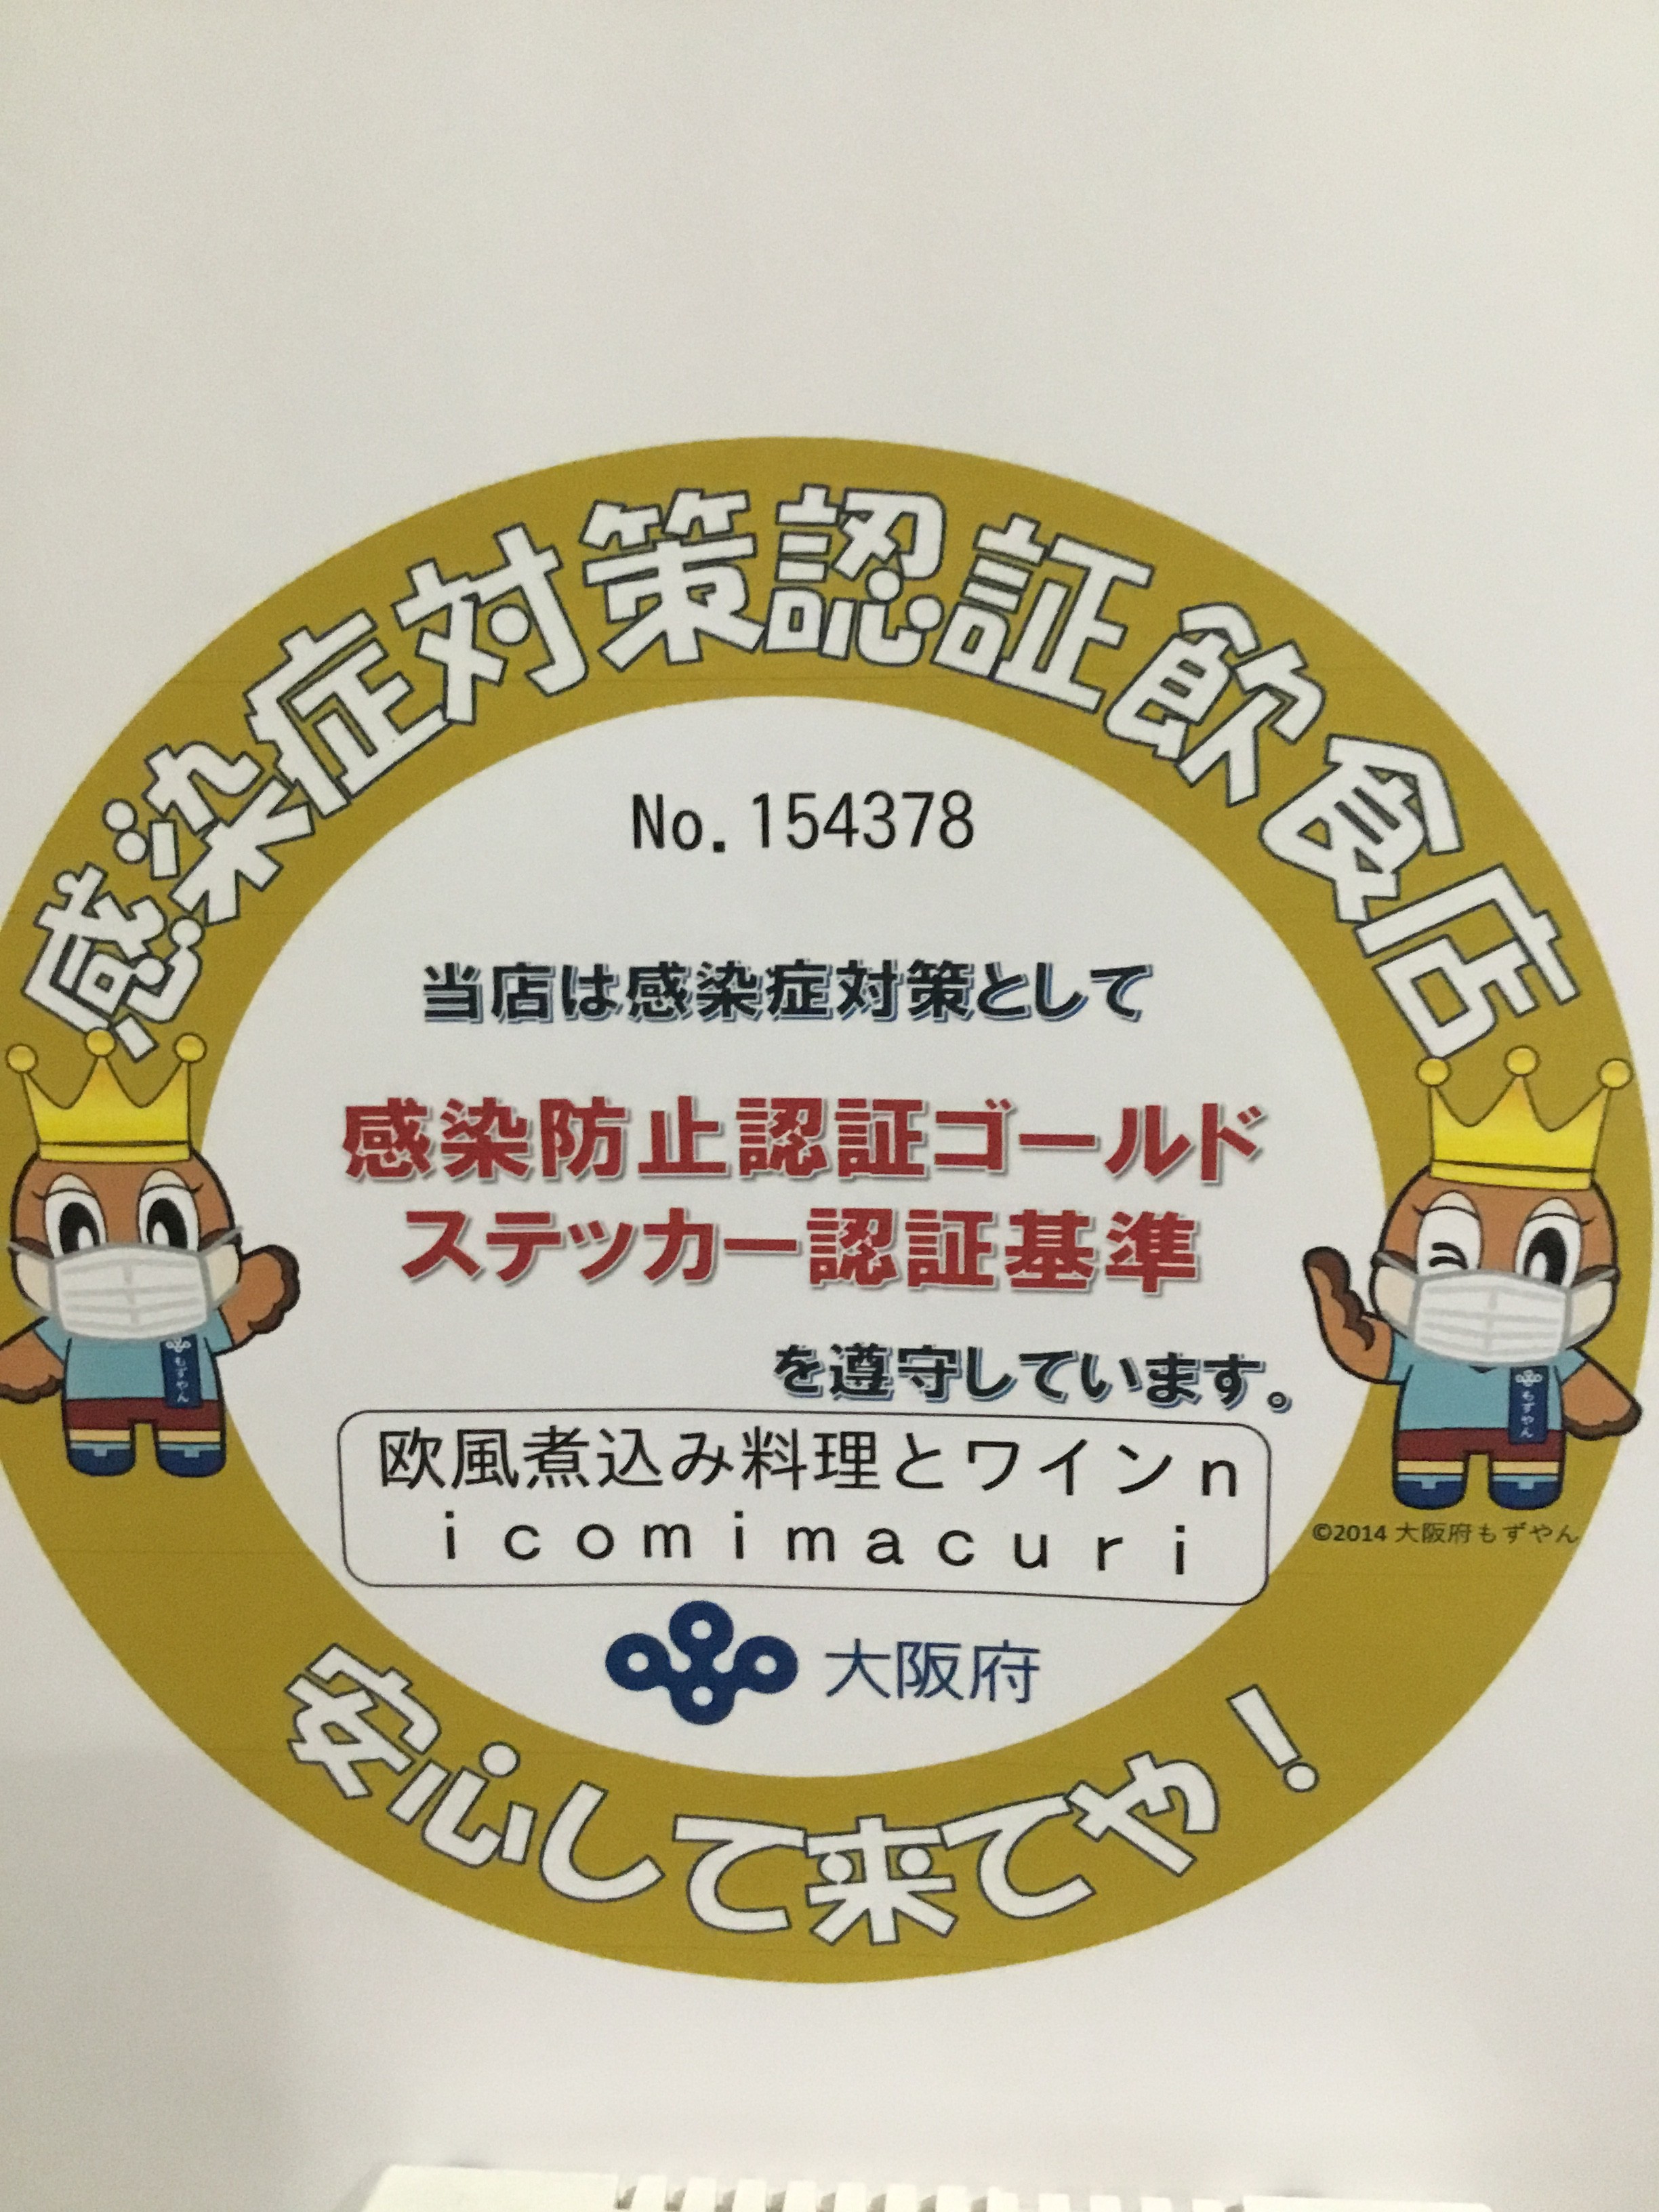 感染症対策認証飲食店
No.154378
当店は感染症対策として
感染防止認証ゴールド
ステッカー認証基準
を遵守しています。
欧風煮込み料理とワインｎ
ｉｃｏｍｉｍａｃｕｒｉ
もずやん
もずやん
©2014 大阪府もずやん
大阪府
安心して来てや！